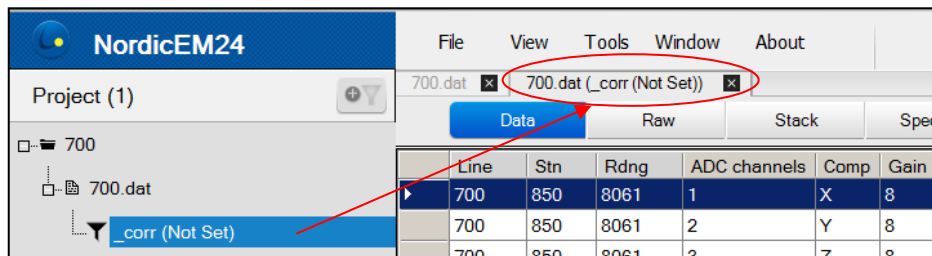 NordicEM24
File View Tools Window About
Project (1)
700.dat 700.dat (_corr (Not Set))
Data Raw Stack Spec
700
700.dat
_corr (Not Set)
Line Stn Rdng ADC channels Comp Gain
700 850 8061 1 X 8
700 850 8061 2 Y 8
700 850 8061 3 Z 8